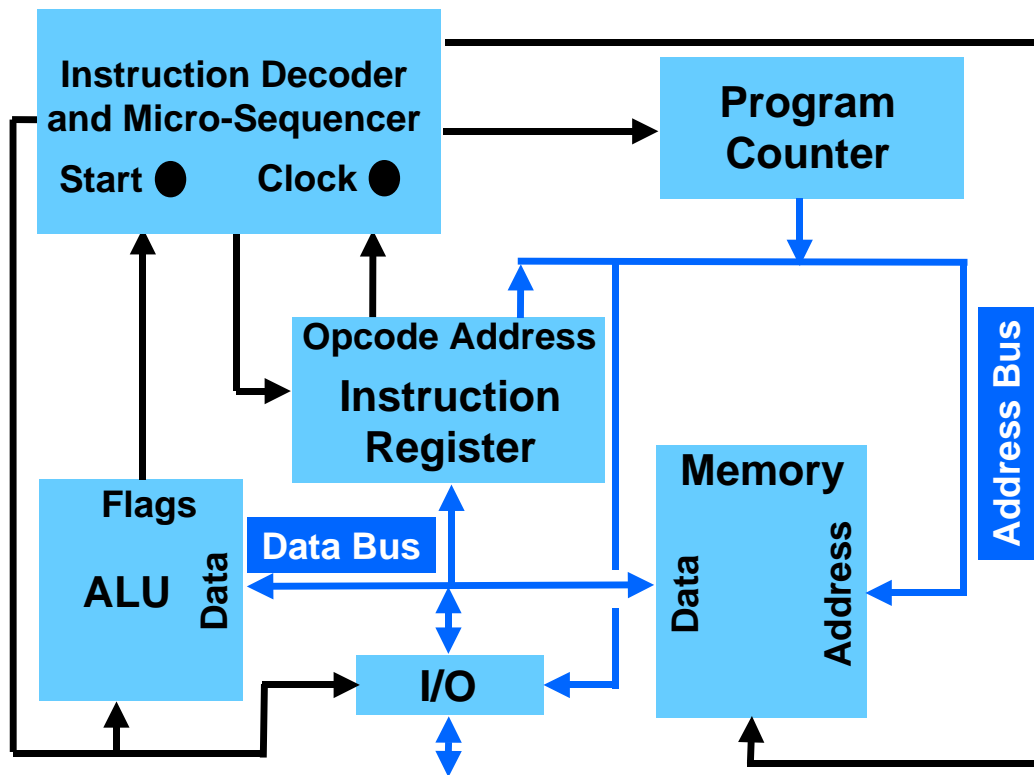 Instruction Decoder
and Micro-Sequencer
Start
Clock
Program
Counter
Opcode Address
Instruction
Register
Address Bus
Memory
Data
Address
Flags
ALU
Data
Data Bus
I/O